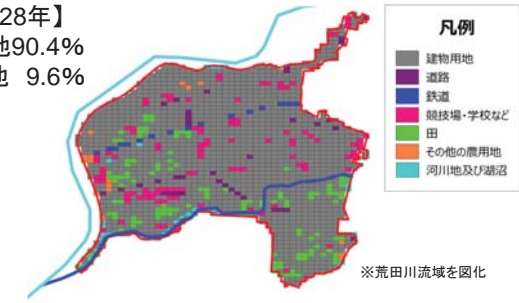 28年】
地90.4%
地 9.6%
凡例
建物用地
道路
鉄道
競技場・学校など
田
その他の農用地
河川地及び湖沼
※荒田川流域を図化